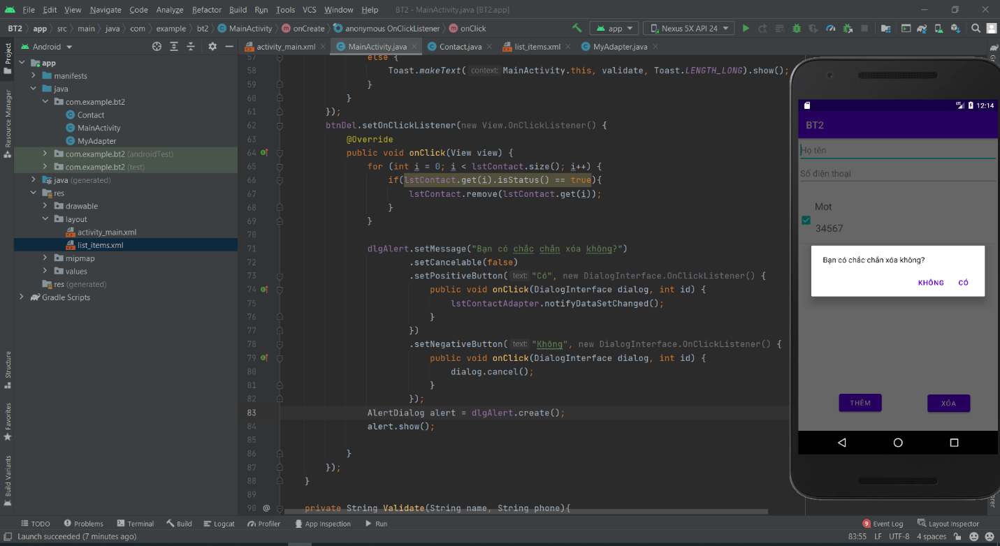 File Edit View Navigate Code Analyze Refactor Build Run Tools VCS Window Help BT2 - MainActivity.java [BT2.app]
BT2 app src main java com example bt2 MainActivity onCreate anonymous OnClickListener onClick app Nexus 5X API 24
Android activity_main.xml MainActivity.java Contact.java list_items.xml MyAdapter.java
Project
Resource Manager
Structure
Favorites
Build Variants
app
manifests
java
com.example.bt2
Contact
MainActivity
MyAdapter
com.example.bt2 (androidTest)
com.example.bt2 (test)
java (generated)
res
drawable
layout
activity_main.xml
list_items.xml
mipmap
values
res (generated)
Gradle Scripts
57 else {
58 Toast.makeText( context: MainActivity.this, validate, Toast.LENGTH_LONG).show();
59 }
60 }
61 });
62 btnDel.setOnClickListener(new View.OnClickListener() {
63 @Override
64 public void onClick(View view) {
65 for (int i = 0; i < lstContact.size(); i++) {
66 if(lstContact.get(i).isStatus() == true){
67 lstContact.remove(lstContact.get(i));
68 }
69 }
70
71 dlgAlert.setMessage("Bạn có chắc chắn xóa không?")
72 .setCancelable(false)
73 .setPositiveButton( text: "Có", new DialogInterface.OnClickListener() {
74 public void onClick(DialogInterface dialog, int id) {
75 lstContactAdapter.notifyDataSetChanged();
76 }
77 })
78 .setNegativeButton( text: "Không", new DialogInterface.OnClickListener() {
79 public void onClick(DialogInterface dialog, int id) {
80 dialog.cancel();
81 }
82 });
83 AlertDialog alert = dlgAlert.create();
84 alert.show();
85
86 }
87 });
88 }
89
90 @ private String Validate(String name, String phone){
LTE 12:14
BT2
Họ tên
Số điện thoại
Mot
34567
Bạn có chắc chắn xóa không?
KHÔNG CÓ
THÊM XÓA
TODO Problems Terminal Build Logcat Profiler App Inspection Run 9 Event Log Layout Inspector
Launch succeeded (7 minutes ago) 83:55 LF UTF-8 4 spaces